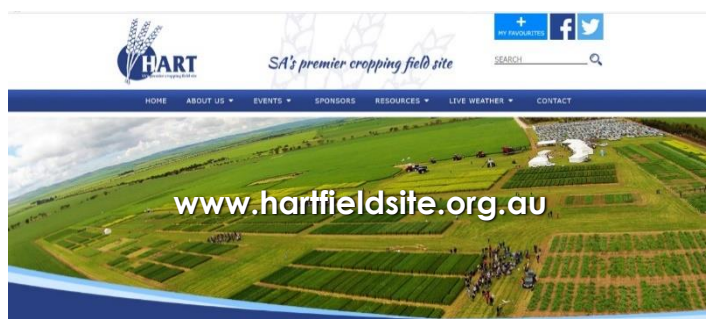 +
MY FAVOURITES
HART
SA's premier cropping field site
SEARCH
HOME
ABOUT US
EVENTS
SPONSORS
RESOURCES
LIVE WEATHER
CONTACT
www.hartfieldsite.org.au